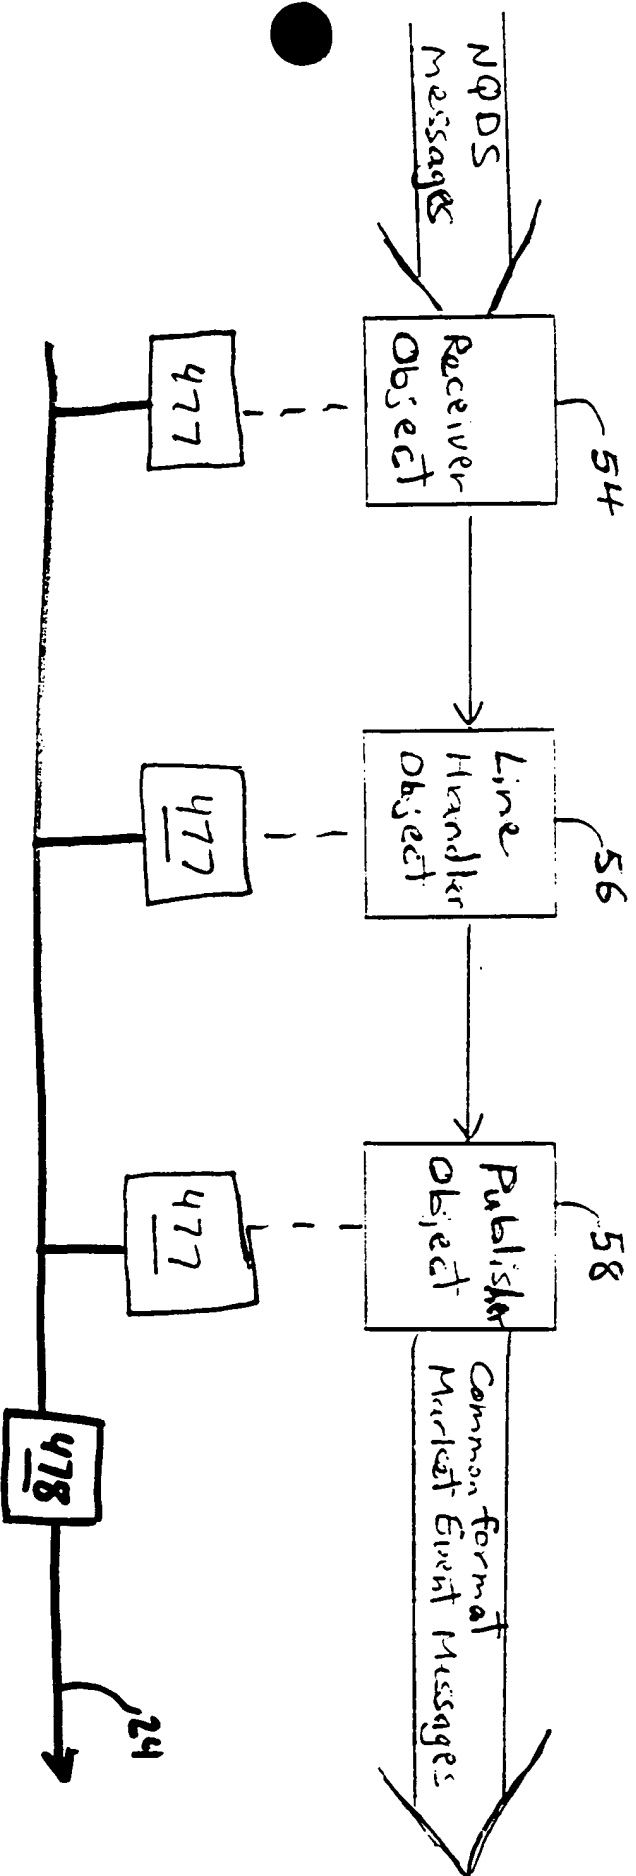 NQDS
Messages
54
Receiver
Object
56
Line
Handler
Object
58
Publisher
Object
Common format
Market Event Messages
477
477
477
478
24